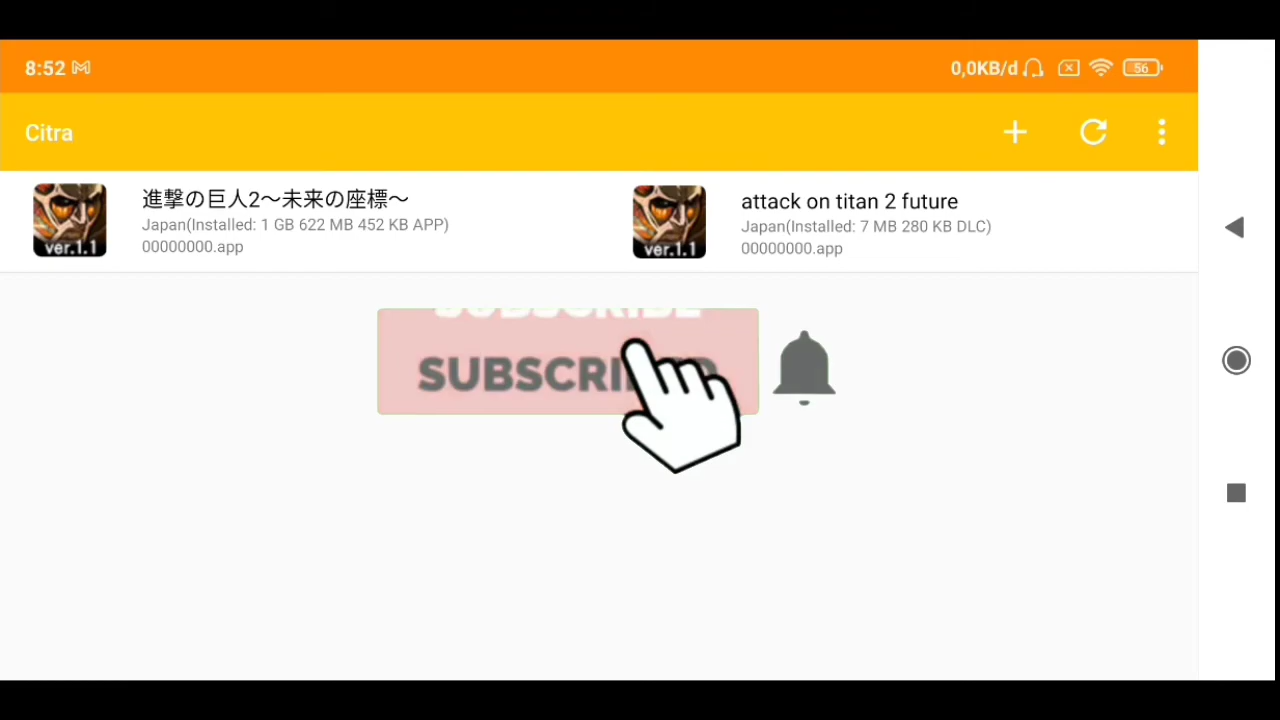 8:52
0,0KB/d
56
Citra
進撃の巨人2〜未来の座標〜
Japan(Installed: 1 GB 622 MB 452 KB APP)
00000000.app
ver.1.1
attack on titan 2 future
Japan(Installed: 7 MB 280 KB DLC)
00000000.app
ver.1.1
SUBSCRIBE